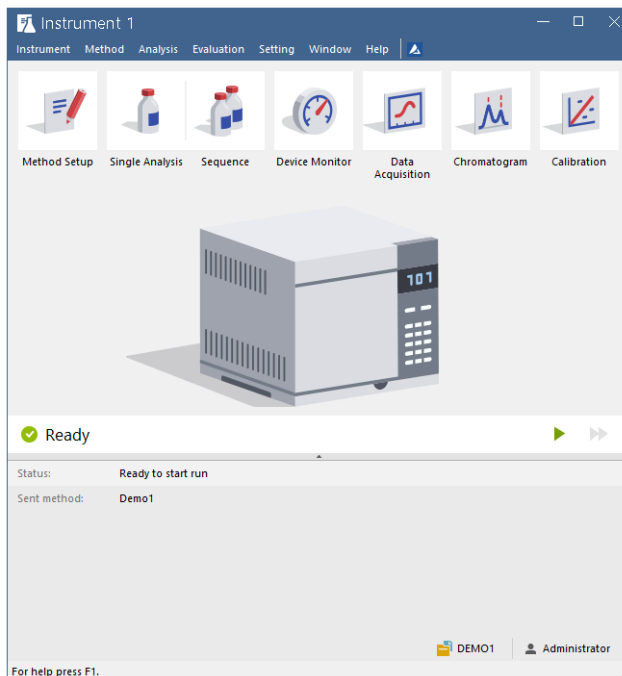 Instrument 1
Instrument Method Analysis Evaluation Setting Window Help
Method Setup Single Analysis Sequence Device Monitor Data Acquisition Chromatogram Calibration
101
Ready
Status: Ready to start run
Sent method: Demo1
DEMO1 Administrator
For help press F1.